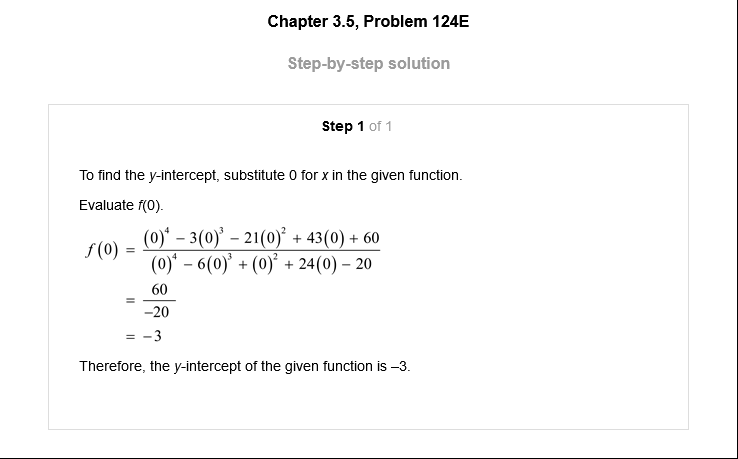 Chapter 3.5, Problem 124E
Step-by-step solution
Step 1 of 1
To find the y-intercept, substitute 0 for x in the given function.
Evaluate f(0).
f(0) = ((0)⁴ − 3(0)³ − 21(0)² + 43(0) + 60) / ((0)⁴ − 6(0)³ + (0)² + 24(0) − 20)
= 60 / −20
= −3
Therefore, the y-intercept of the given function is –3.